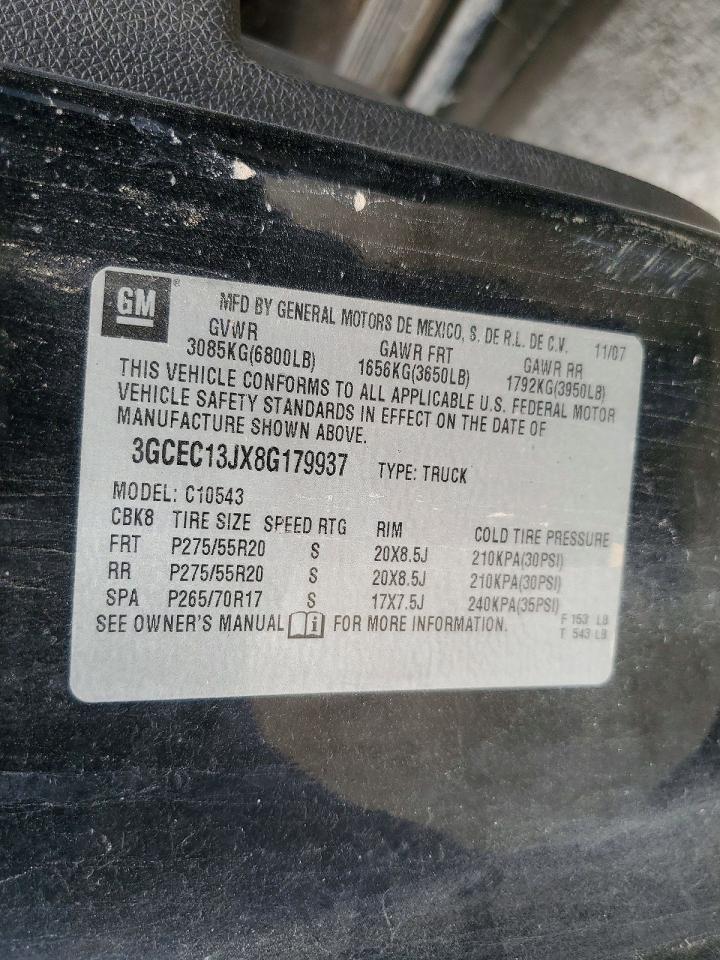 GM®
MFD BY GENERAL MOTORS DE MEXICO, S. DE R.L. DE C.V. 11/07
GVWR GAWR FRT GAWR RR
3085KG(6800LB) 1656KG(3650LB) 1792KG(3950LB)
THIS VEHICLE CONFORMS TO ALL APPLICABLE U.S. FEDERAL MOTOR
VEHICLE SAFETY STANDARDS IN EFFECT ON THE DATE OF
MANUFACTURE SHOWN ABOVE.
3GCEC13JX8G179937 TYPE: TRUCK
MODEL: C10543
CBK8 TIRE SIZE SPEED RTG RIM COLD TIRE PRESSURE
FRT P275/55R20 S 20X8.5J 210KPA(30PSI)
RR P275/55R20 S 20X8.5J 210KPA(30PSI)
SPA P265/70R17 S 17X7.5J 240KPA(35PSI)
SEE OWNER'S MANUAL i FOR MORE INFORMATION.
F 153 LB
T 543 LB